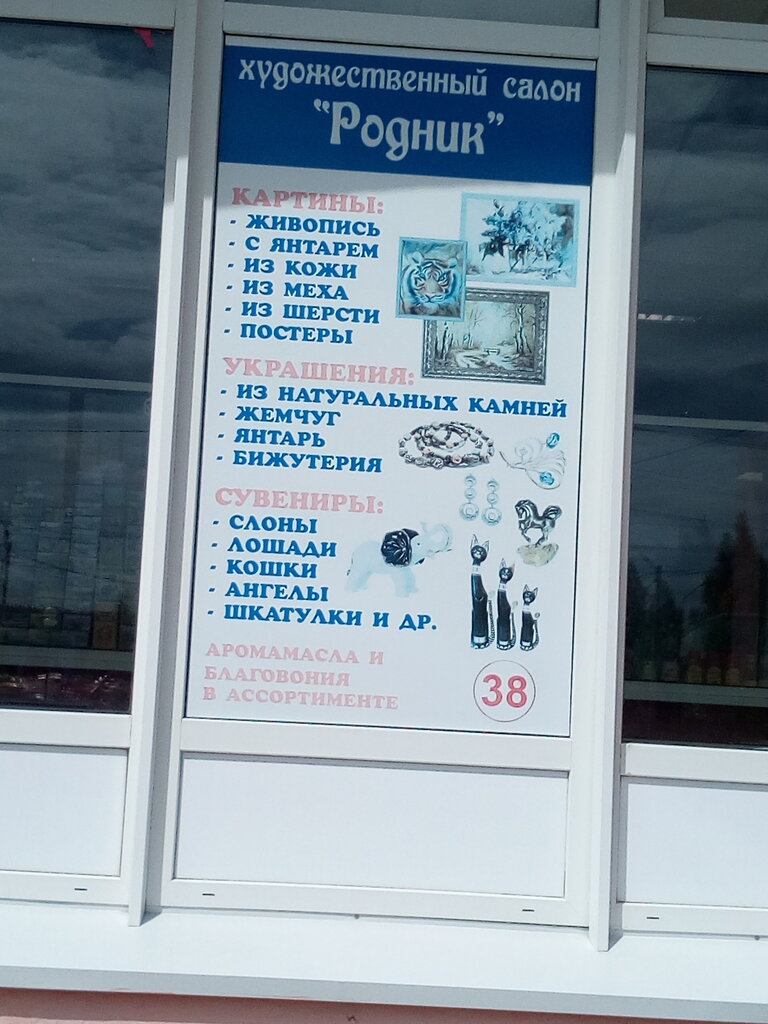 художественный салон
"Родник"
КАРТИНЫ:
- ЖИВОПИСЬ
- С ЯНТАРЕМ
- ИЗ КОЖИ
- ИЗ МЕХА
- ИЗ ШЕРСТИ
- ПОСТЕРЫ
УКРАШЕНИЯ:
- ИЗ НАТУРАЛЬНЫХ КАМНЕЙ
- ЖЕМЧУГ
- ЯНТАРЬ
- БИЖУТЕРИЯ
СУВЕНИРЫ:
- СЛОНЫ
- ЛОШАДИ
- КОШКИ
- АНГЕЛЫ
- ШКАТУЛКИ И ДР.
АРОМАМАСЛА И
БЛАГОВОНИЯ
В АССОРТИМЕНТЕ
38